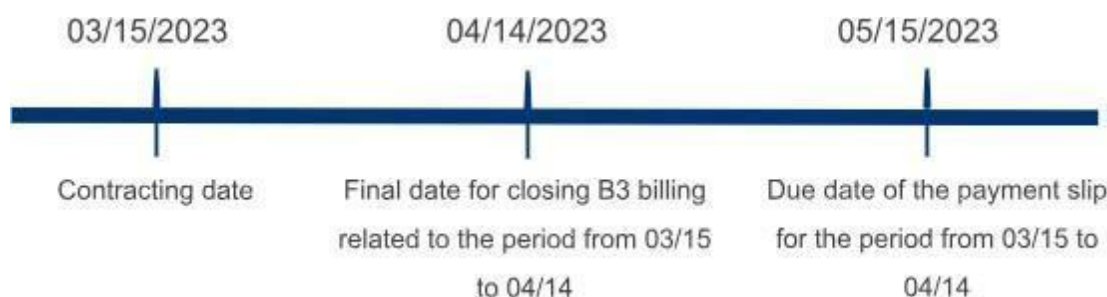 03/15/2023
04/14/2023
05/15/2023
Contracting date
Final date for closing B3 billing
related to the period from 03/15
to 04/14
Due date of the payment slip
for the period from 03/15 to
04/14